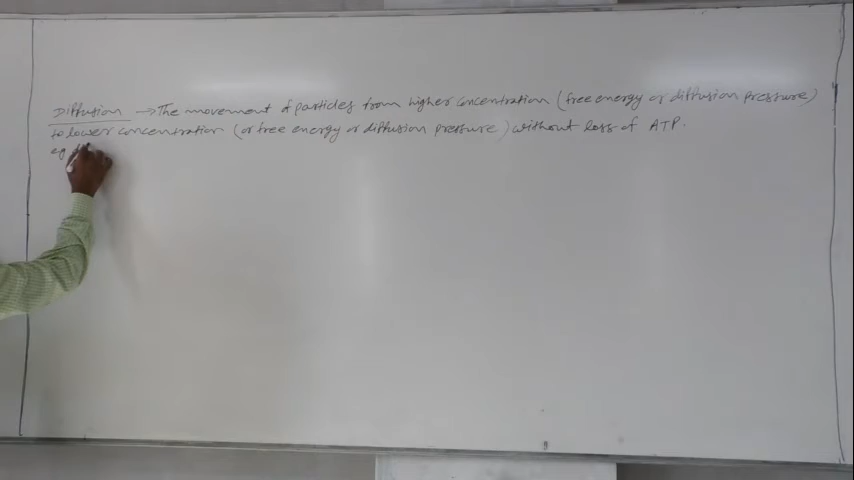 Diffusion → The movement of particles from higher concentration (free energy or diffusion pressure)
to lower concentration (or free energy or diffusion pressure) without loss of ATP.
eg